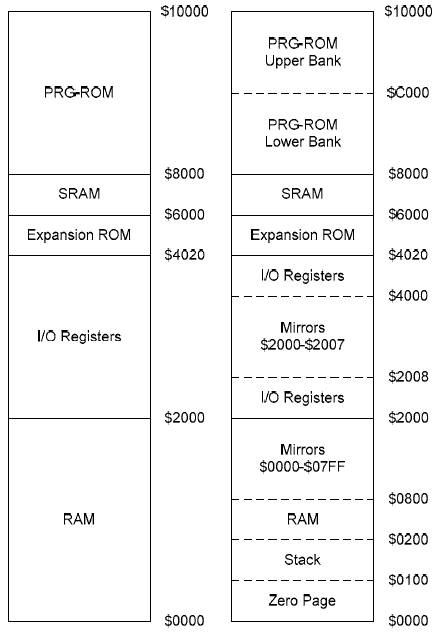 $10000
PRG-ROM
$8000
SRAM
$6000
Expansion ROM
$4020
I/O Registers
$2000
RAM
$0000
$10000
PRG-ROM
Upper Bank
$C000
PRG-ROM
Lower Bank
$8000
SRAM
$6000
Expansion ROM
$4020
I/O Registers
$4000
Mirrors
$2000-$2007
$2008
I/O Registers
$2000
Mirrors
$0000-$07FF
$0800
RAM
$0200
Stack
$0100
Zero Page
$0000